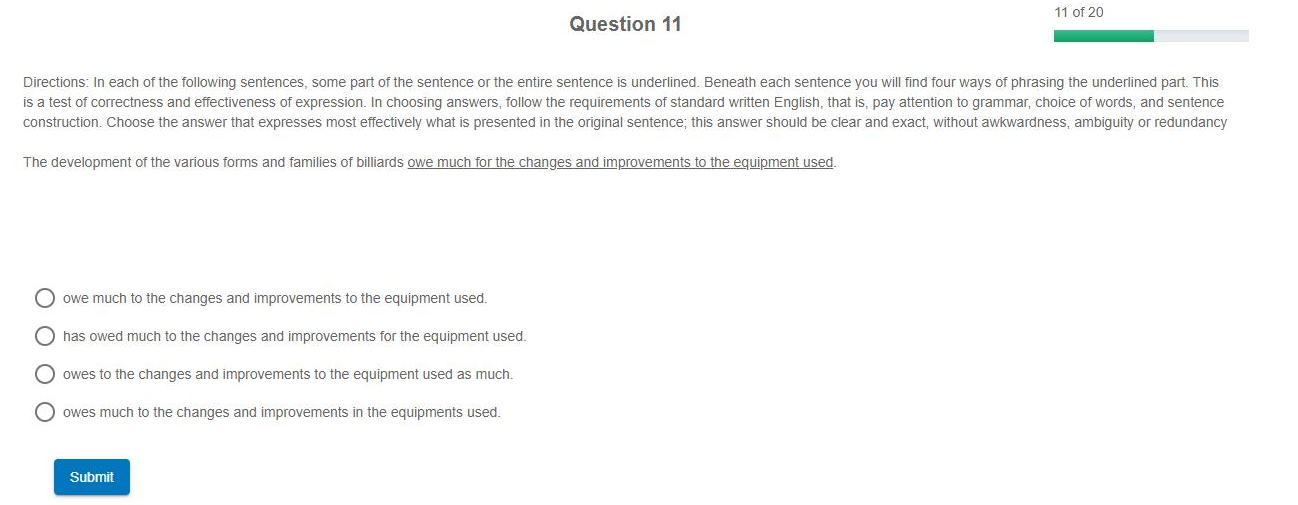 Question 11
11 of 20
Directions: In each of the following sentences, some part of the sentence or the entire sentence is underlined. Beneath each sentence you will find four ways of phrasing the underlined part. This
is a test of correctness and effectiveness of expression. In choosing answers, follow the requirements of standard written English, that is, pay attention to grammar, choice of words, and sentence
construction. Choose the answer that expresses most effectively what is presented in the original sentence; this answer should be clear and exact, without awkwardness, ambiguity or redundancy
The development of the various forms and families of billiards owe much for the changes and improvements to the equipment used.
owe much to the changes and improvements to the equipment used.
has owed much to the changes and improvements for the equipment used.
owes to the changes and improvements to the equipment used as much.
owes much to the changes and improvements in the equipments used.
Submit